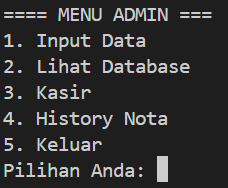 ==== MENU ADMIN ===
1. Input Data
2. Lihat Database
3. Kasir
4. History Nota
5. Keluar
Pilihan Anda: